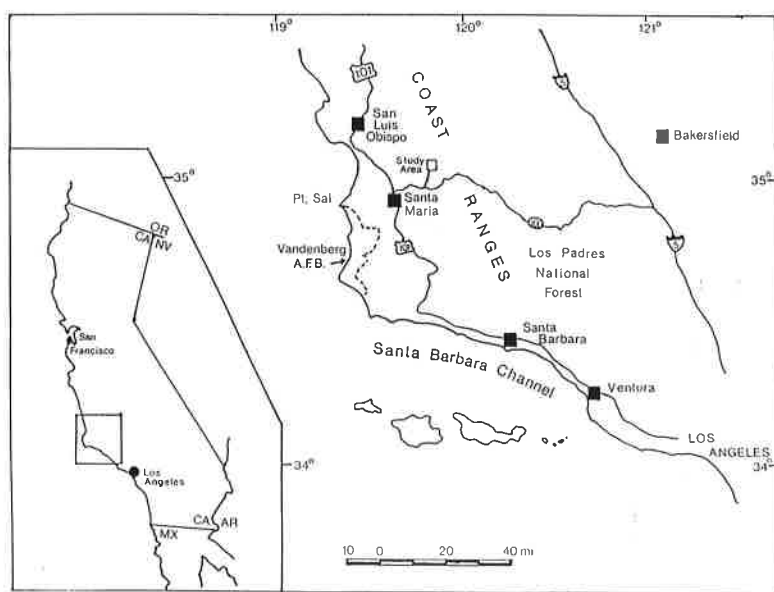 119°
120°
121°
101
COAST
5
San
Luis
Obispo
Bakersfield
Study
Area
35°
35°
Pt. Sal
Santa
Maria
RANGES
OR
CA NV
Vandenberg
A.F.B.
101
5
Los Padres
National
Forest
San
Francisco
Santa
Barbara
Santa Barbara Channel
Ventura
LOS
ANGELES
34°
34°
Los
Angeles
CA AR
MX
10 0 20 40 mi